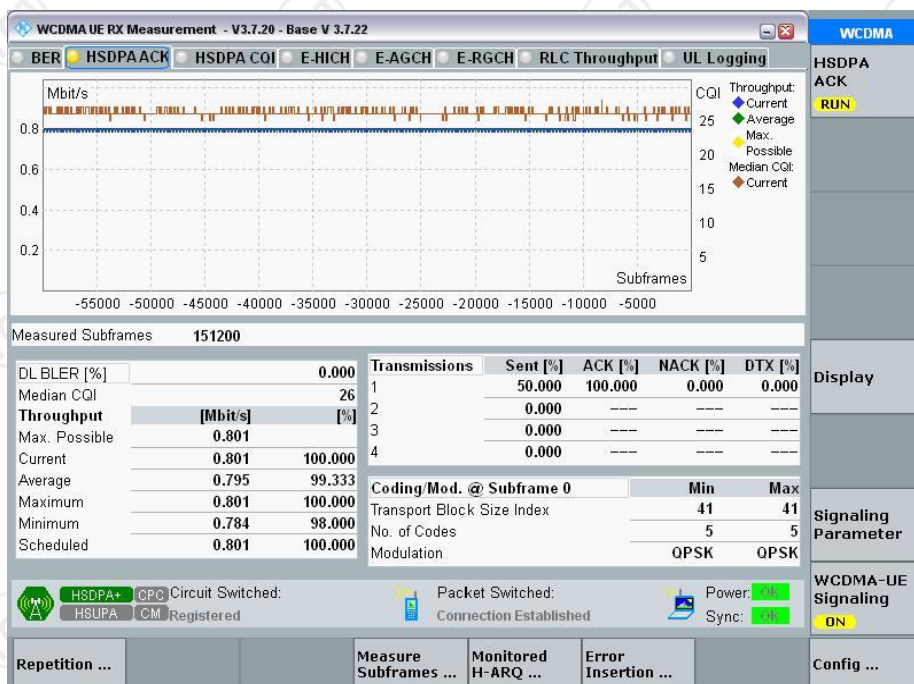 WCDMA UE RX Measurement - V3.7.20 - Base V 3.7.22
WCDMA
BER HSDPA ACK HSDPA CQI E-HICH E-AGCH E-RGCH RLC Throughput UL Logging
HSDPA
ACK
RUN
Mbit/s
CQI
0.8
0.6
0.4
0.2
25
20
15
10
5
Throughput:
Current
Average
Max.
Possible
Median CQI:
Current
Subframes
-55000 -50000 -45000 -40000 -35000 -30000 -25000 -20000 -15000 -10000 -5000
Measured Subframes 151200
DL BLER [%] 0.000
Median CQI 26
Throughput [Mbit/s] [%]
Max. Possible 0.801
Current 0.801 100.000
Average 0.795 99.333
Maximum 0.801 100.000
Minimum 0.784 98.000
Scheduled 0.801 100.000
Transmissions Sent [%] ACK [%] NACK [%] DTX [%]
1 50.000 100.000 0.000 0.000
2 0.000 --- --- ---
3 0.000 --- --- ---
4 0.000 --- --- ---
Coding/Mod. @ Subframe 0 Min Max
Transport Block Size Index 41 41
No. of Codes 5 5
Modulation QPSK QPSK
Display
Signaling
Parameter
WCDMA-UE
Signaling
ON
HSDPA+ CPC Circuit Switched:
HSUPA CM Registered
Packet Switched:
Connection Established
Power: OK
Sync: OK
Repetition ...
Measure
Subframes ...
Monitored
H-ARQ ...
Error
Insertion ...
Config ...